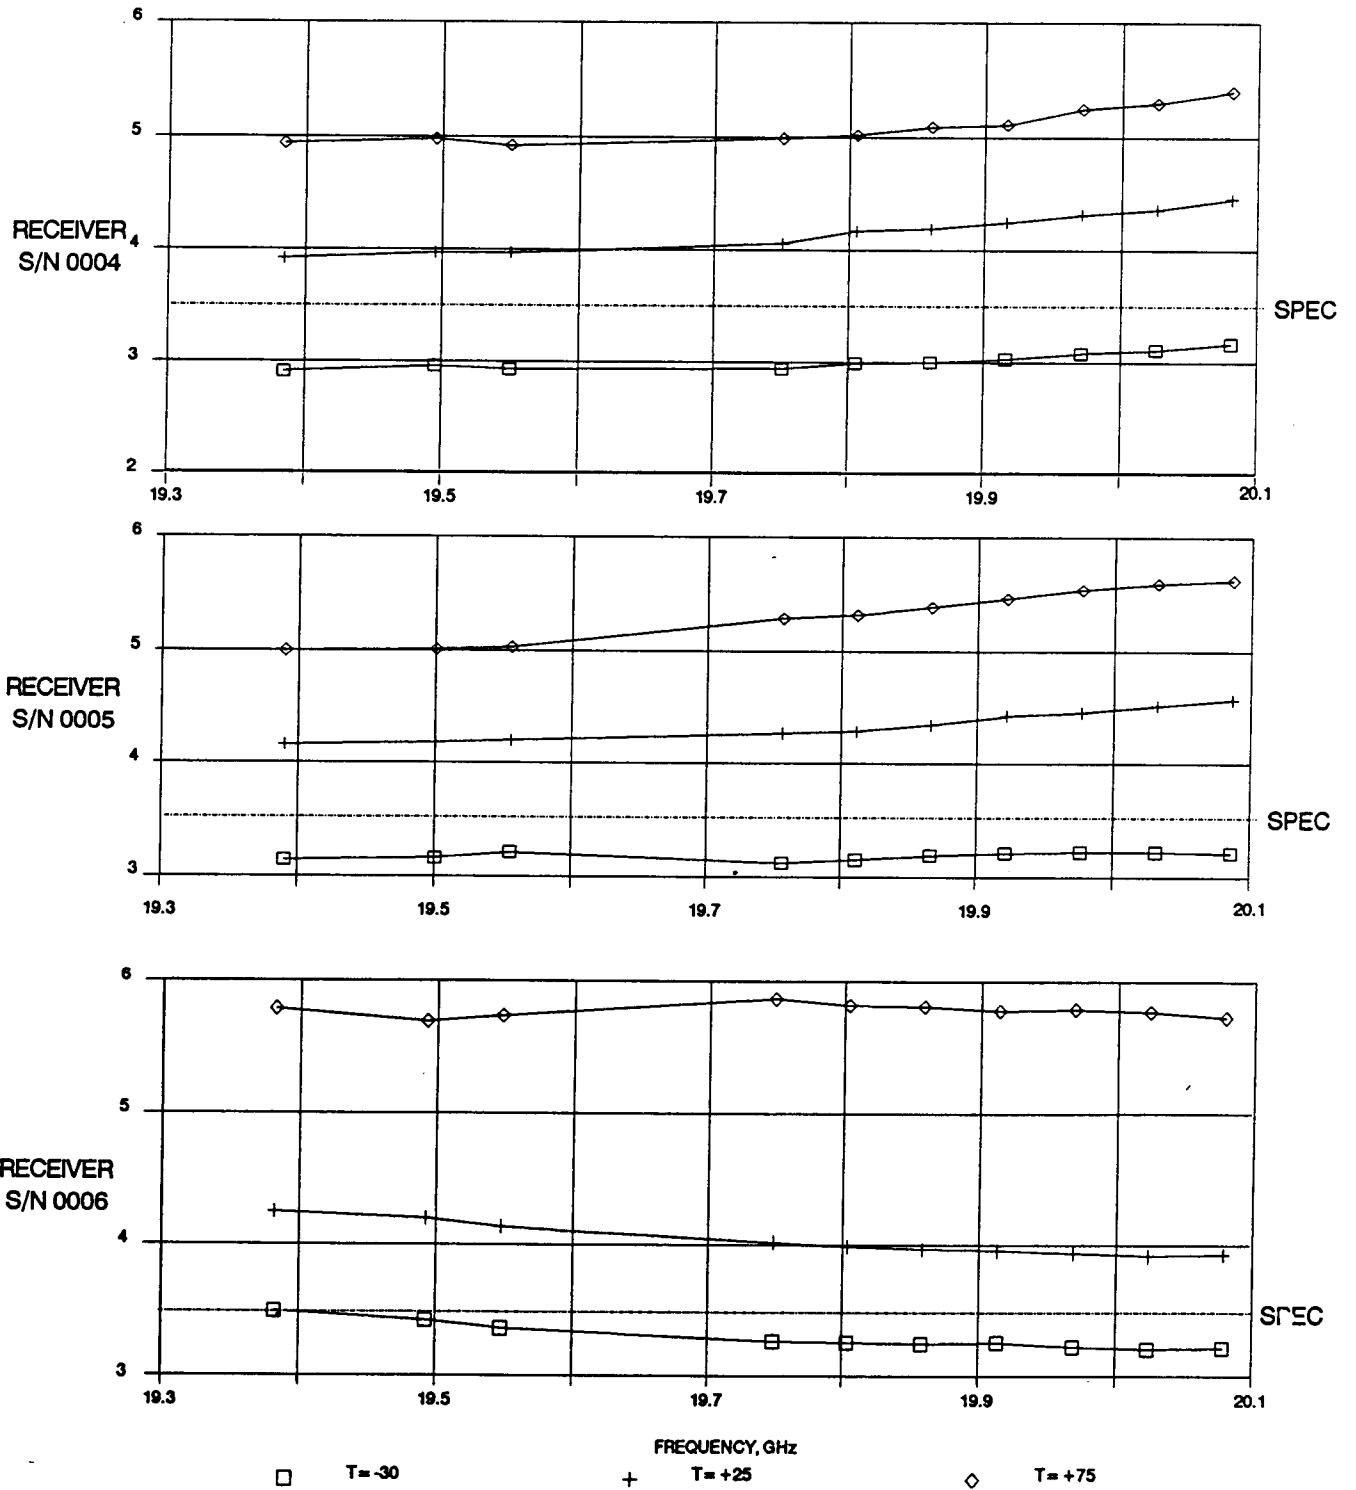 6
5
RECEIVER
S/N 0004
4
SPEC
3
2
19.3 19.5 19.7 19.9 20.1
6
5
RECEIVER
S/N 0005
4
SPEC
3
19.3 19.5 19.7 19.9 20.1
6
5
RECEIVER
S/N 0006
4
SPEC
3
19.3 19.5 19.7 19.9 20.1
FREQUENCY, GHz
T= -30 T= +25 T= +75